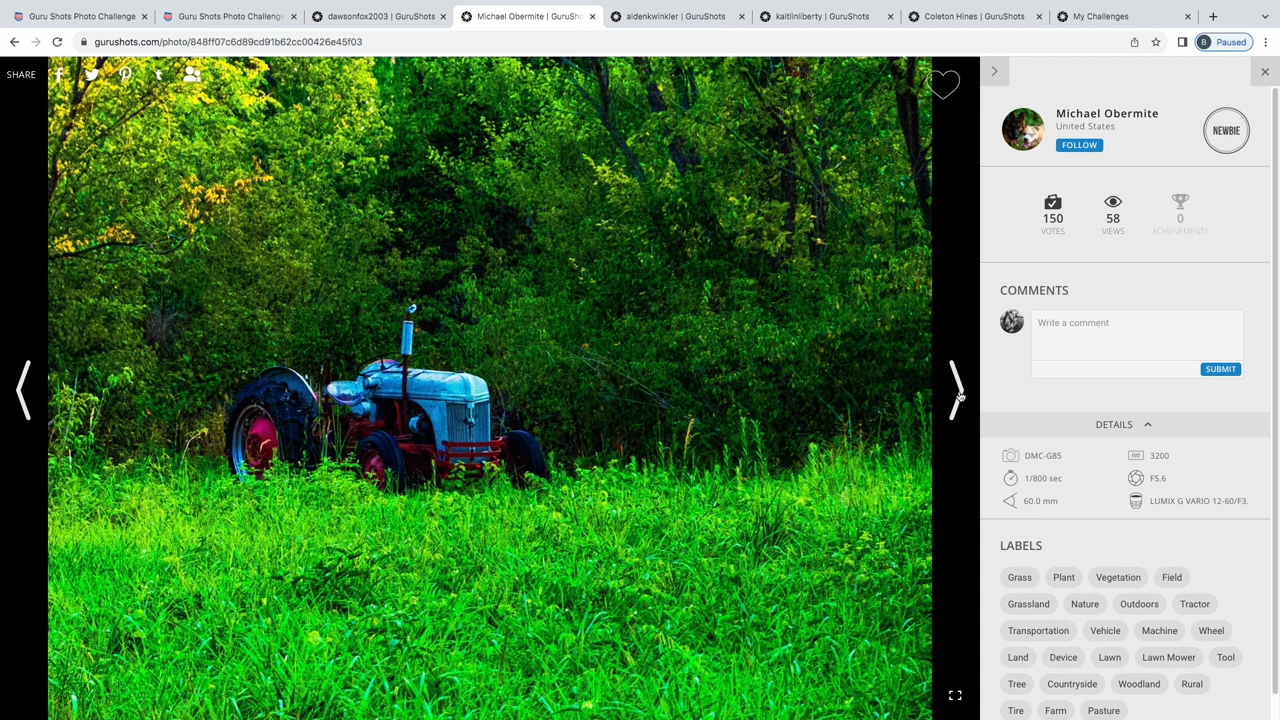 Guru Shots Photo Challenge
Guru Shots Photo Challenge
dawsonfox2003 | GuruShots
Michael Obermite | GuruSho
aidenkwinkler | GuruShots
kaitlinliberty | GuruShots
Coleton Hines | GuruShots
My Challenges
gurushots.com/photo/848ff07c6d89cd91b62cc00426e45f03
B
Paused
SHARE
Michael Obermite
United States
FOLLOW
NEWBIE
150
VOTES
58
VIEWS
0
ACHIEVEMENTS
COMMENTS
Write a comment
SUBMIT
DETAILS
DMC-G85
ISO
3200
1/800 sec
F5.6
60.0 mm
LUMIX G VARIO 12-60/F3.
LABELS
Grass
Plant
Vegetation
Field
Grassland
Nature
Outdoors
Tractor
Transportation
Vehicle
Machine
Wheel
Land
Device
Lawn
Lawn Mower
Tool
Tree
Countryside
Woodland
Rural
Tire
Farm
Pasture